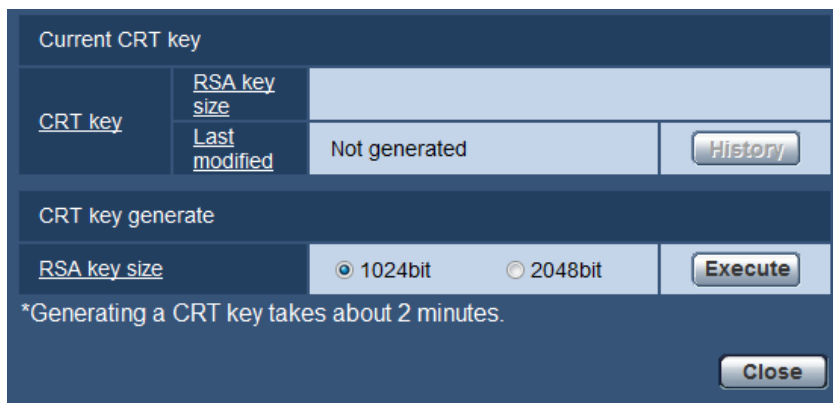 Current CRT key
CRT key
RSA key
size
Last
modified
Not generated
History
CRT key generate
RSA key size
1024bit
2048bit
Execute
*Generating a CRT key takes about 2 minutes.
Close